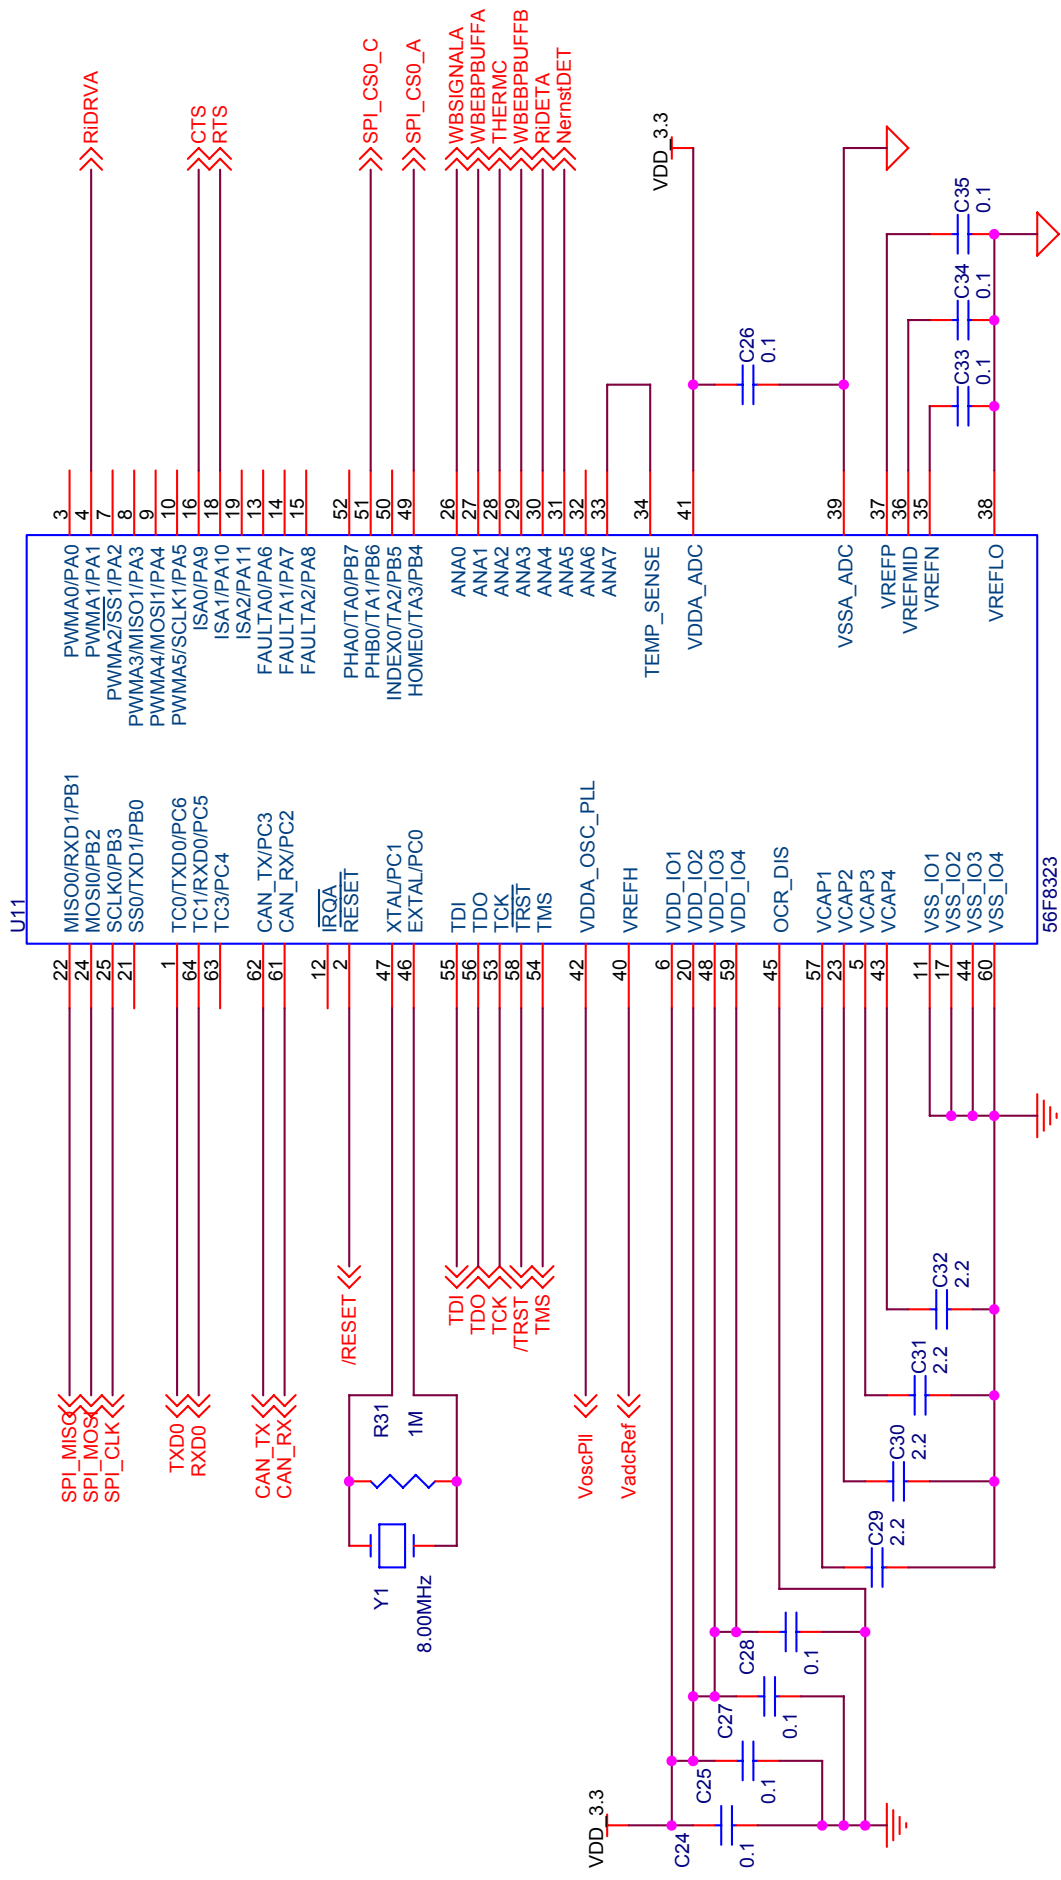 U11
56F8323
22
MISO0/RXD1/PB1
24
MOSI0/PB2
25
SCLK0/PB3
21
SS0/TXD1/PB0
1
TC0/TXD0/PC6
64
TC1/RXD0/PC5
63
TC3/PC4
62
CAN_TX/PC3
61
CAN_RX/PC2
12
IRQA
2
RESET
47
XTAL/PC1
46
EXTAL/PC0
55
TDI
56
TDO
53
TCK
58
TRST
54
TMS
42
VDDA_OSC_PLL
40
VREFH
6
VDD_IO1
20
VDD_IO2
48
VDD_IO3
59
VDD_IO4
45
OCR_DIS
57
VCAP1
23
VCAP2
5
VCAP3
43
VCAP4
11
VSS_IO1
17
VSS_IO2
44
VSS_IO3
60
VSS_IO4
PWMA0/PA0
3
PWMA1/PA1
4
PWMA2/SS1/PA2
7
PWMA3/MISO1/PA3
8
PWMA4/MOSI1/PA4
9
PWMA5/SCLK1/PA5
10
ISA0/PA9
16
ISA1/PA10
18
ISA2/PA11
19
FAULTA0/PA6
13
FAULTA1/PA7
14
FAULTA2/PA8
15
PHA0/TA0/PB7
52
PHB0/TA1/PB6
51
INDEX0/TA2/PB5
50
HOME0/TA3/PB4
49
ANA0
26
ANA1
27
ANA2
28
ANA3
29
ANA4
30
ANA5
31
ANA6
32
ANA7
33
TEMP_SENSE
34
VDDA_ADC
41
VSSA_ADC
39
VREFP
37
VREFMID
36
VREFN
35
VREFLO
38
SPI_MISO
SPI_MOSI
SPI_CLK
TXD0
RXD0
CAN_TX
CAN_RX
/RESET
R31
1M
Y1
8.00MHz
TDI
TDO
TCK
/TRST
TMS
VoscPll
VadcRef
VDD_3.3
C24
0.1
C25
0.1
C27
0.1
C28
0.1
C29
2.2
C30
2.2
C31
2.2
C32
2.2
RiDRVA
CTS
RTS
SPI_CS0_C
SPI_CS0_A
WBSIGNALA
WBEBPBUFFA
THERMC
WBEBPBUFFB
RiDETA
NernstDET
VDD_3.3
C26
0.1
C33
0.1
C34
0.1
C35
0.1